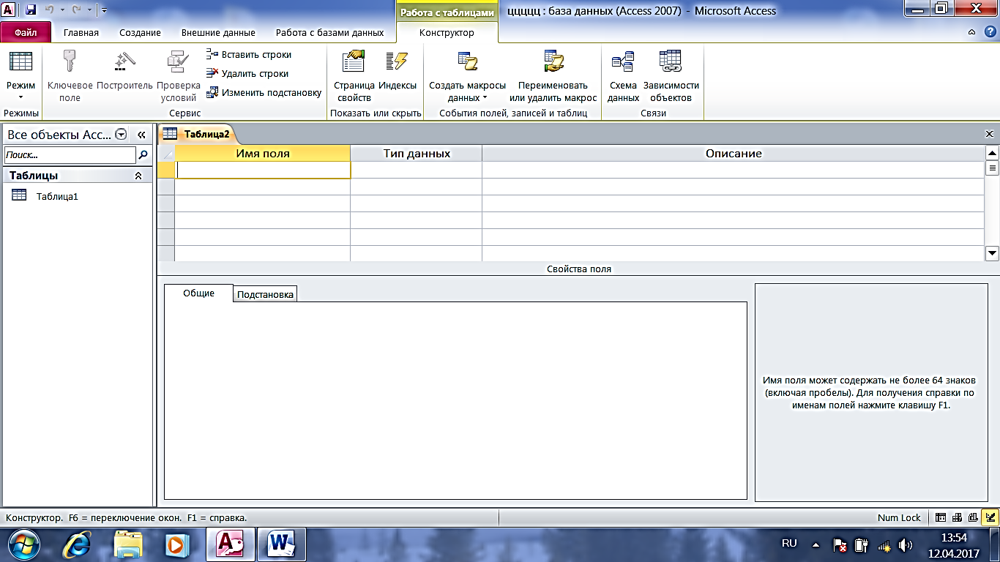 Работа с таблицами
ццццц : база данных (Access 2007) - Microsoft Access
Файл
Главная
Создание
Внешние данные
Работа с базами данных
Конструктор
Режим
Ключевое
поле
Построитель
Проверка
условий
Вставить строки
Удалить строки
Изменить подстановку
Страница
свойств
Индексы
Создать макросы
данных
Переименовать
или удалить макрос
Схема
данных
Зависимости
объектов
Режимы
Сервис
Показать или скрыть
События полей, записей и таблиц
Связи
Все объекты Acc...
Поиск...
Таблицы
Таблица1
Таблица2
Имя поля
Тип данных
Описание
Свойства поля
Общие
Подстановка
Имя поля может содержать не более 64 знаков
(включая пробелы). Для получения справки по
именам полей нажмите клавишу F1.
Конструктор. F6 = переключение окон. F1 = справка.
Num Lock
RU
13:54
12.04.2017